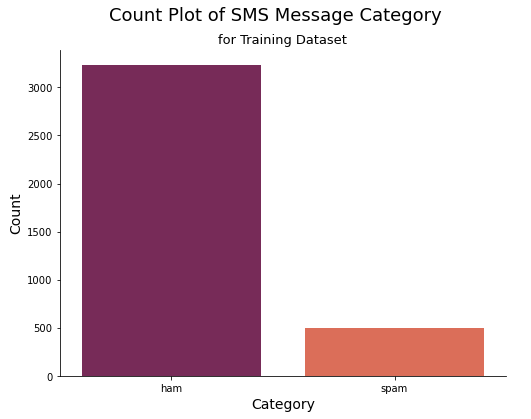 Count Plot of SMS Message Category
for Training Dataset
Count
3000
2500
2000
1500
1000
500
0
ham
spam
Category